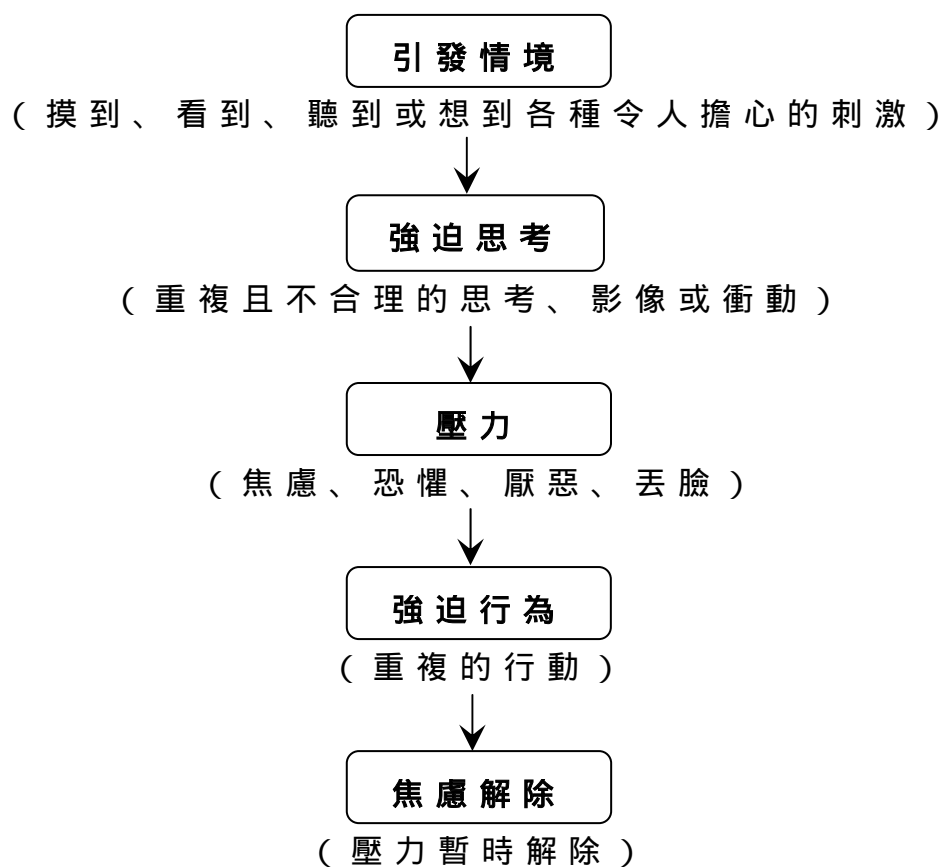 引發情境
（摸到、看到、聽到或想到各種令人擔心的刺激）
強迫思考
（重複且不合理的思考、影像或衝動）
壓力
（焦慮、恐懼、厭惡、丟臉）
強迫行為
（重複的行動）
焦慮解除
（壓力暫時解除）